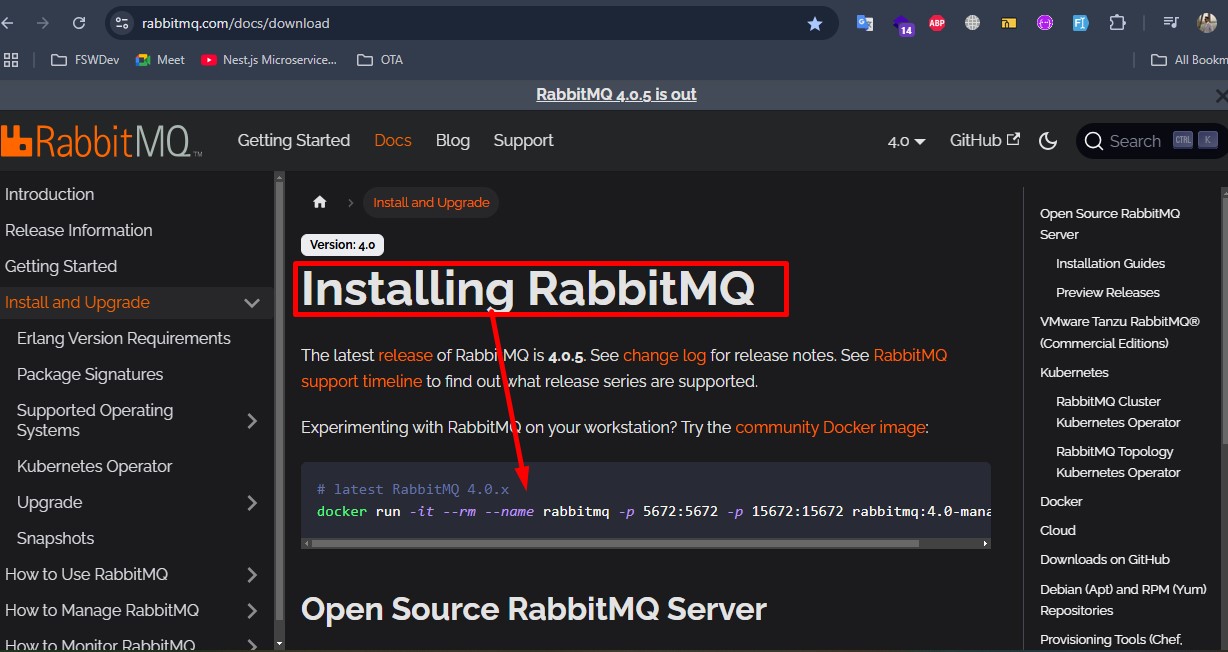 rabbitmq.com/docs/download
14
ABP
FSWDev
Meet
Nest.js Microservice...
OTA
All Bookm
RabbitMQ 4.0.5 is out
RabbitMQ TM
Getting Started
Docs
Blog
Support
4.0
GitHub
Search
CTRL
K
Introduction
Release Information
Getting Started
Install and Upgrade
Erlang Version Requirements
Package Signatures
Supported Operating
Systems
Kubernetes Operator
Upgrade
Snapshots
How to Use RabbitMQ
How to Manage RabbitMQ
How to Monitor RabbitMQ
Install and Upgrade
Version: 4.0
Installing RabbitMQ
The latest release of RabbitMQ is 4.0.5. See change log for release notes. See RabbitMQ
support timeline to find out what release series are supported.
Experimenting with RabbitMQ on your workstation? Try the community Docker image:
# latest RabbitMQ 4.0.x
docker run -it --rm --name rabbitmq -p 5672:5672 -p 15672:15672 rabbitmq:4.0-mana
Open Source RabbitMQ Server
Open Source RabbitMQ
Server
Installation Guides
Preview Releases
VMware Tanzu RabbitMQ®
(Commercial Editions)
Kubernetes
RabbitMQ Cluster
Kubernetes Operator
RabbitMQ Topology
Kubernetes Operator
Docker
Cloud
Downloads on GitHub
Debian (Apt) and RPM (Yum)
Repositories
Provisioning Tools (Chef,